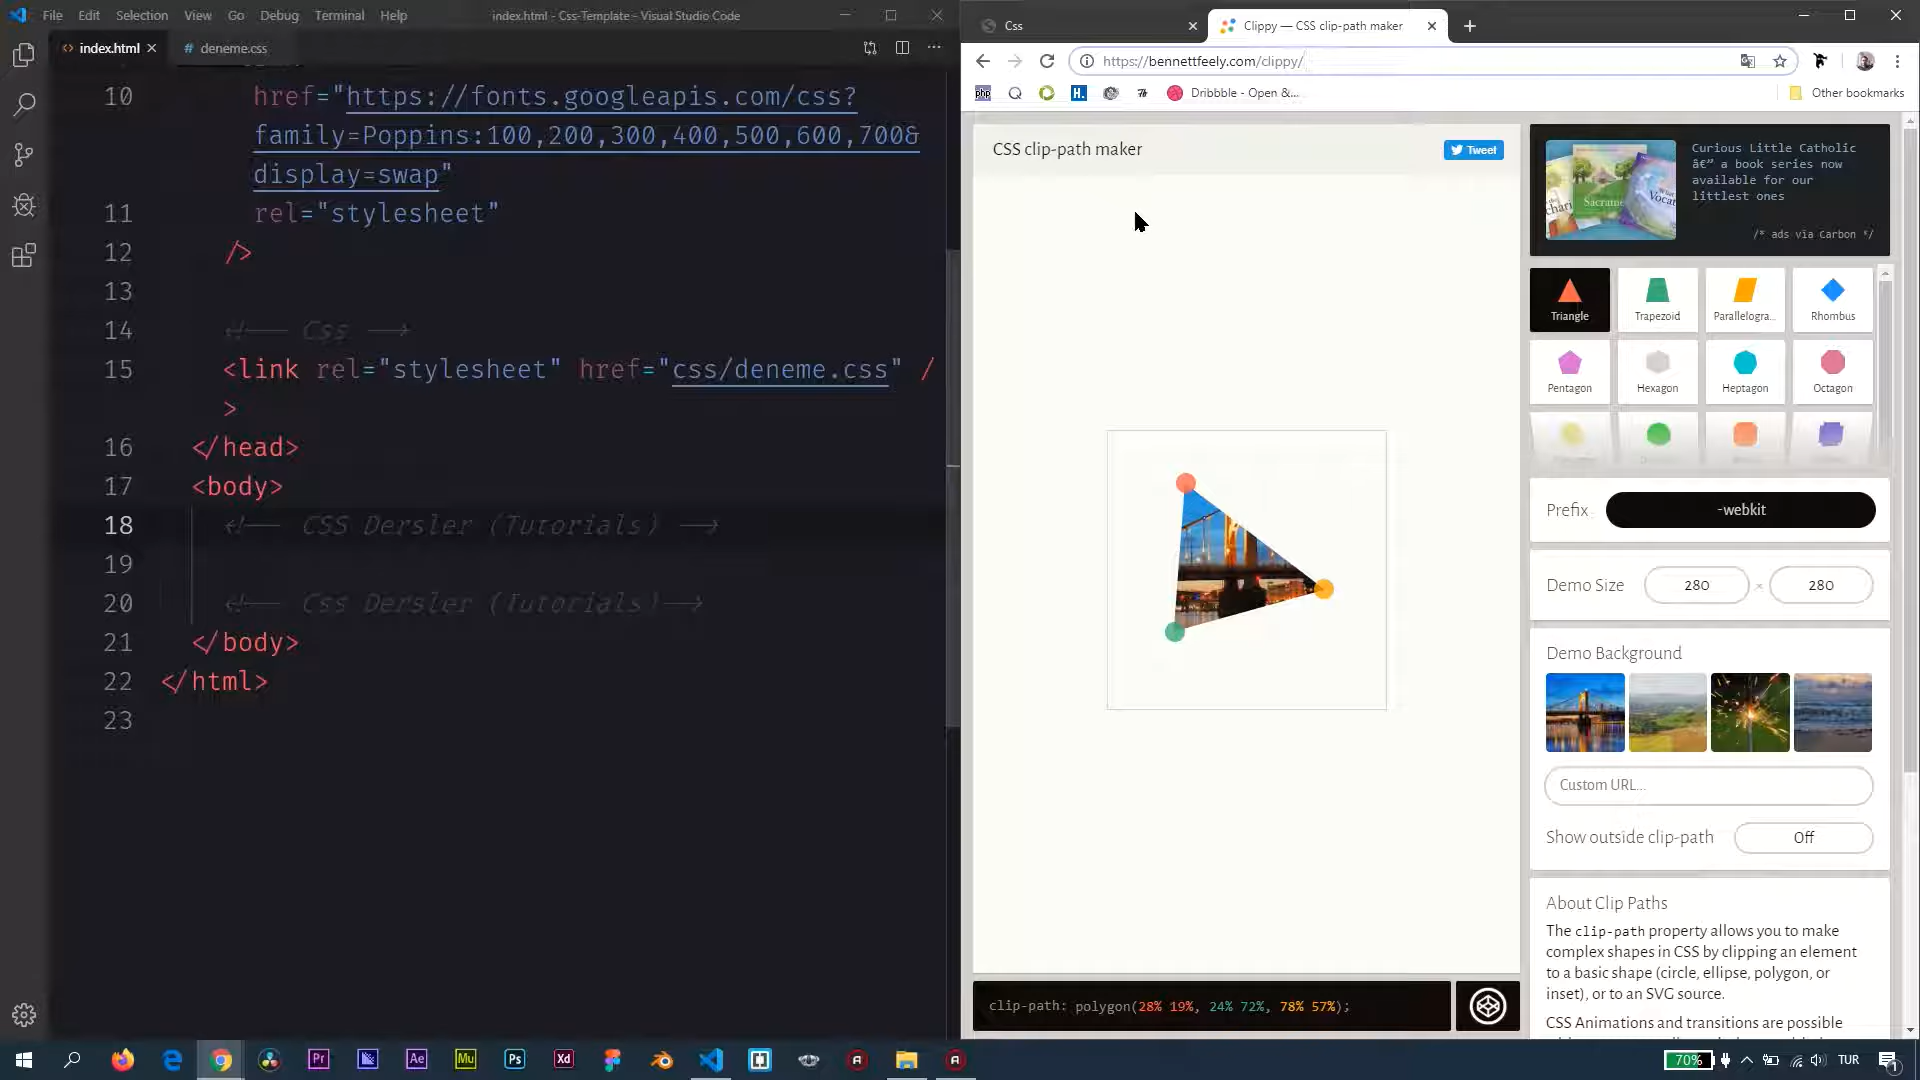 File Edit Selection View Go Debug Terminal Help
index.html - Css-Template - Visual Studio Code
index.html
# deneme.css
10 href="https://fonts.googleapis.com/css?
family=Poppins:100,200,300,400,500,600,700&
display=swap"
11 rel="stylesheet"
12 />
13
14 <!-- Css -->
15 <link rel="stylesheet" href="css/deneme.css" /
>
16 </head>
17 <body>
18 <!-- CSS Dersler (Tutorials) -->
19
20 <!-- Css Dersler (Tutorials)-->
21 </body>
22 </html>
23
Css
Clippy — CSS clip-path maker
https://bennettfeely.com/clippy/
php
H.
Dribbble - Open &...
Other bookmarks
CSS clip-path maker
Tweet
Curious Little Catholic
â€” a book series now
available for our
littlest ones
/* ads via Carbon */
Triangle
Trapezoid
Parallelogra...
Rhombus
Pentagon
Hexagon
Heptagon
Octagon
Prefix
-webkit
Demo Size
280
×
280
Demo Background
Custom URL...
Show outside clip-path
Off
About Clip Paths
The clip-path property allows you to make
complex shapes in CSS by clipping an element
to a basic shape (circle, ellipse, polygon, or
inset), or to an SVG source.
CSS Animations and transitions are possible
clip-path: polygon(28% 19%, 24% 72%, 78% 57%);
Pr
Ae
Mu
Ps
Xd
70%
TUR
1